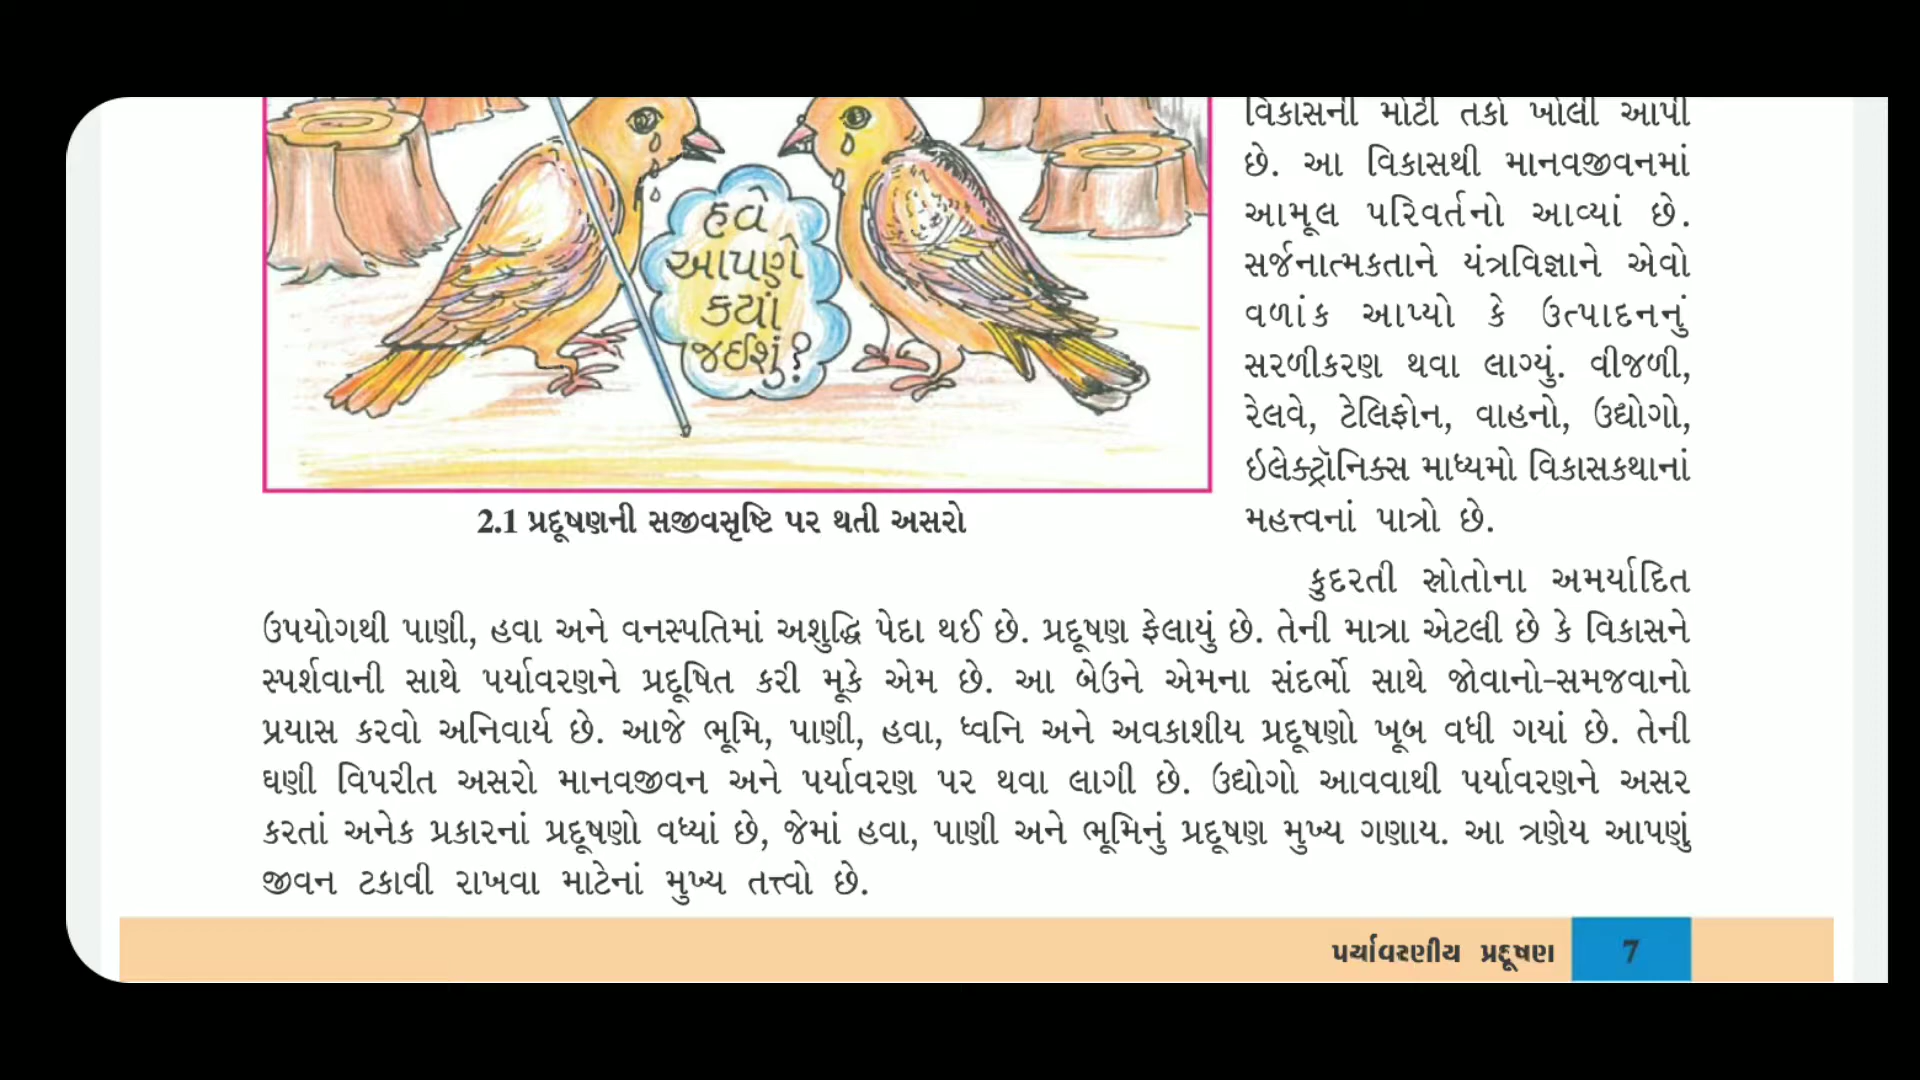 વિકાસની મોટી તકો ખોલી આપી
છે. આ વિકાસથી માનવજીવનમાં
આમૂલ પરિવર્તનો આવ્યાં છે.
સર્જનાત્મકતાને યંત્રવિજ્ઞાને એવો
વળાંક આપ્યો કે ઉત્પાદનનું
સરળીકરણ થવા લાગ્યું. વીજળી,
રેલવે, ટેલિફોન, વાહનો, ઉદ્યોગો,
ઇલેક્ટ્રૉનિક્સ માધ્યમો વિકાસકથાનાં
મહત્ત્વનાં પાત્રો છે.
હવે
આપણે
કયાં
જઈશું?
2.1 પ્રદૂષણની સજીવસૃષ્ટિ પર થતી અસરો
કુદરતી સ્રોતોના અમર્યાદિત
ઉપયોગથી પાણી, હવા અને વનસ્પતિમાં અશુદ્ધિ પેદા થઈ છે. પ્રદૂષણ ફેલાયું છે. તેની માત્રા એટલી છે કે વિકાસને
સ્પર્શવાની સાથે પર્યાવરણને પ્રદૂષિત કરી મૂકે એમ છે. આ બેઉને એમના સંદર્ભો સાથે જોવાનો-સમજવાનો
પ્રયાસ કરવો અનિવાર્ય છે. આજે ભૂમિ, પાણી, હવા, ધ્વનિ અને અવકાશીય પ્રદૂષણો ખૂબ વધી ગયાં છે. તેની
ઘણી વિપરીત અસરો માનવજીવન અને પર્યાવરણ પર થવા લાગી છે. ઉદ્યોગો આવવાથી પર્યાવરણને અસર
કરતાં અનેક પ્રકારનાં પ્રદૂષણો વધ્યાં છે, જેમાં હવા, પાણી અને ભૂમિનું પ્રદૂષણ મુખ્ય ગણાય. આ ત્રણેય આપણું
જીવન ટકાવી રાખવા માટેનાં મુખ્ય તત્ત્વો છે.
પર્યાવરણીય પ્રદૂષણ 7